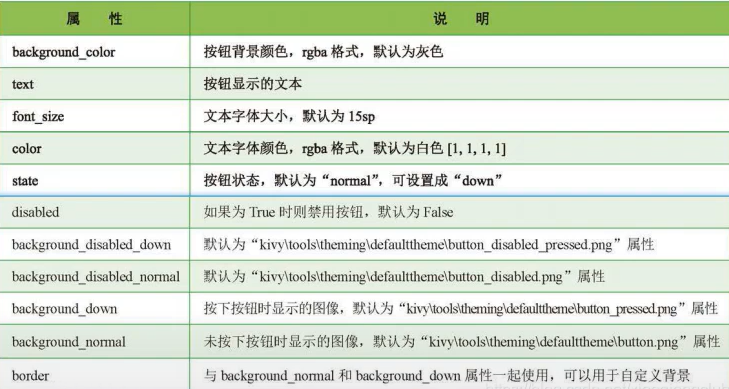 属 性 说 明
background_color 按钮背景颜色，rgba 格式，默认为灰色
text 按钮显示的文本
font_size 文本字体大小，默认为 15sp
color 文本字体颜色，rgba 格式，默认为白色 [1, 1, 1, 1]
state 按钮状态，默认为“normal”，可设置成“down”
disabled 如果为 True 时则禁用按钮，默认为 False
background_disabled_down 默认为“kivy\tools\theming\defaulttheme\button_disabled_pressed.png”属性
background_disabled_normal 默认为“kivy\tools\theming\defaulttheme\button_disabled.png”属性
background_down 按下按钮时显示的图像，默认为“kivy\tools\theming\defaulttheme\button_pressed.png”属性
background_normal 未按下按钮时显示的图像，默认为“kivy\tools\theming\defaulttheme\button.png”属性
border 与 background_normal 和 background_down 属性一起使用，可以用于自定义背景